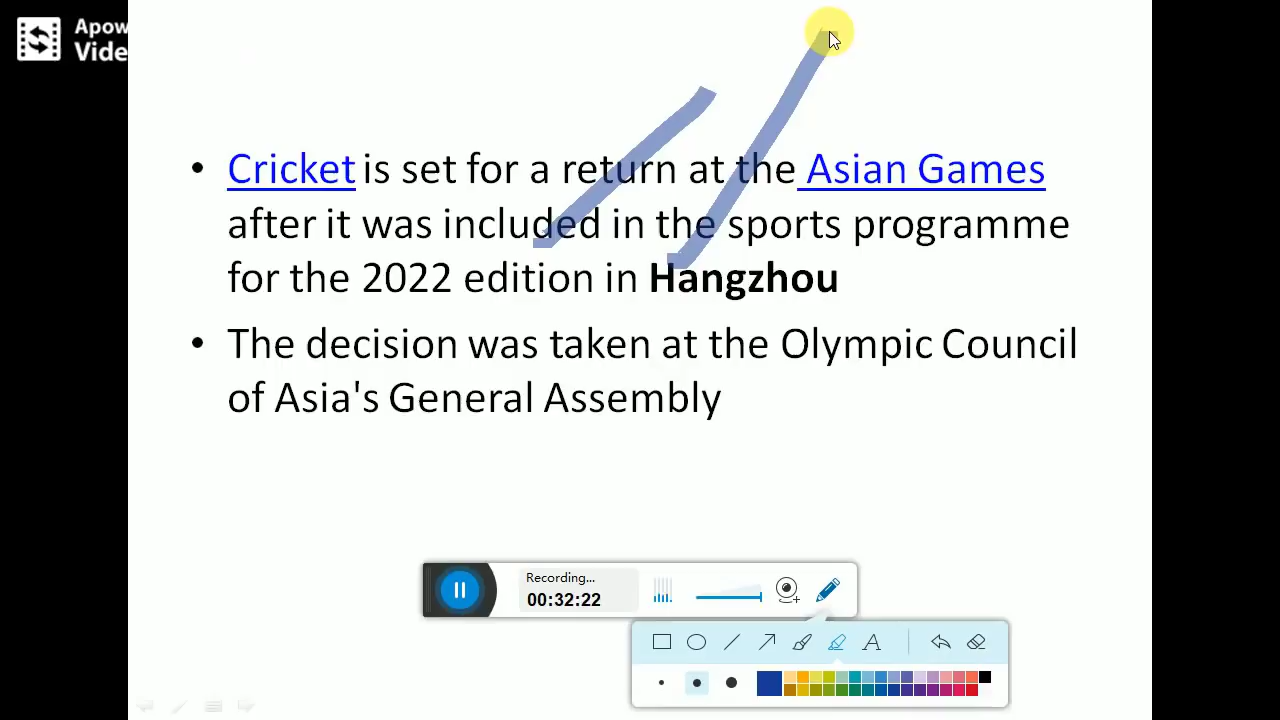 Apow
Vide
• Cricket is set for a return at the Asian Games
after it was included in the sports programme
for the 2022 edition in Hangzhou
• The decision was taken at the Olympic Council
of Asia's General Assembly
Recording...
00:32:22
A